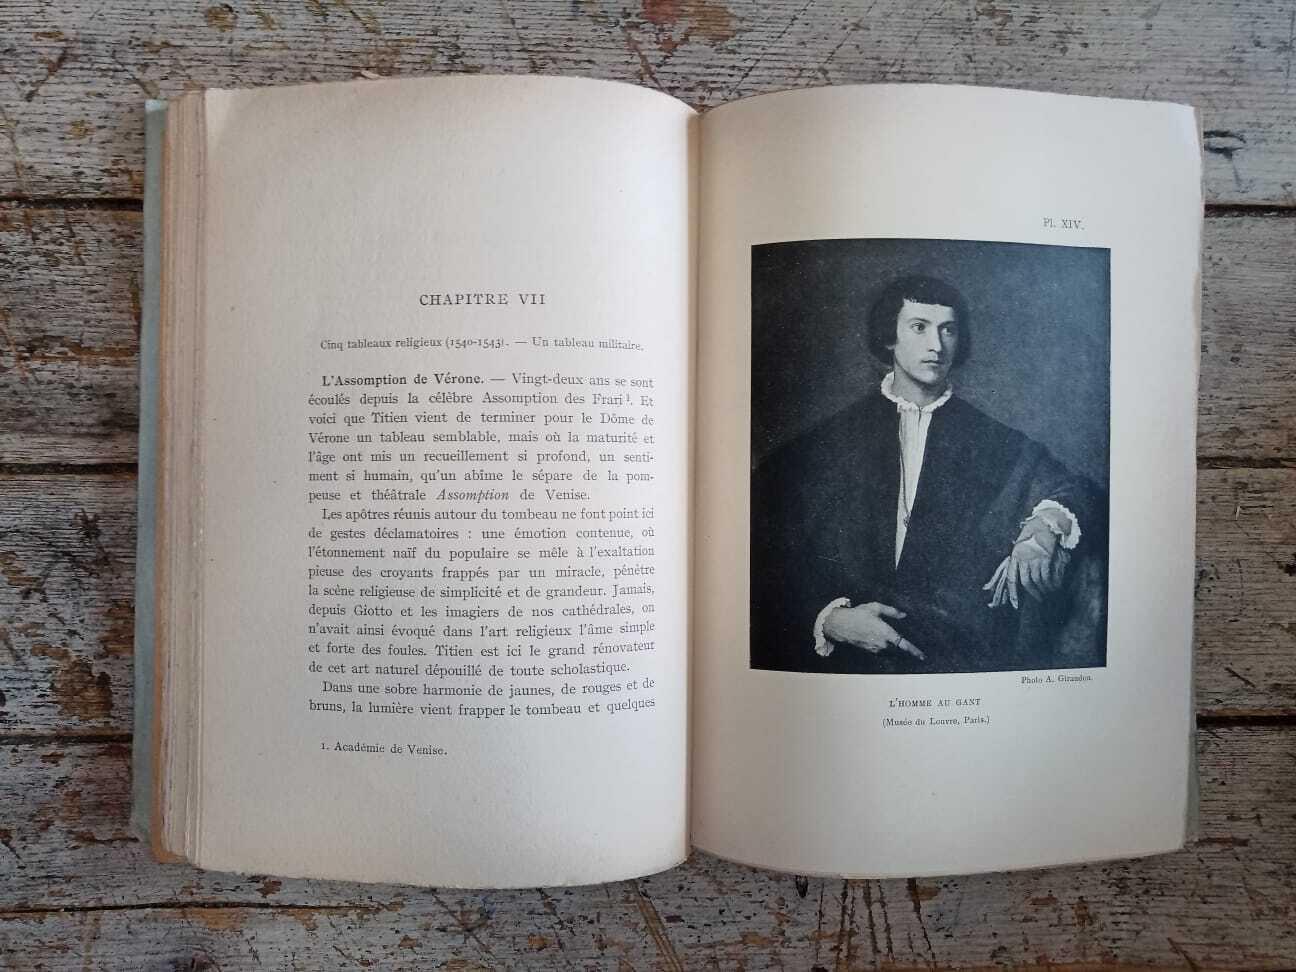 CHAPITRE VII
Cinq tableaux religieux (1540-1543). — Un tableau militaire.
L'Assomption de Vérone. — Vingt-deux ans se sont
écoulés depuis la célèbre Assomption des Frari¹. Et
voici que Titien vient de terminer pour le Dôme de
Vérone un tableau semblable, mais où la maturité et
l'âge ont mis un recueillement si profond, un senti-
ment si humain, qu'un abîme le sépare de la pom-
peuse et théâtrale Assomption de Venise.
Les apôtres réunis autour du tombeau ne font point ici
de gestes déclamatoires : une émotion contenue, où
l'étonnement naïf du populaire se mêle à l'exaltation
pieuse des croyants frappés par un miracle, pénètre
la scène religieuse de simplicité et de grandeur. Jamais,
depuis Giotto et les imagiers de nos cathédrales, on
n'avait ainsi évoqué dans l'art religieux l'âme simple
et forte des foules. Titien est ici le grand rénovateur
de cet art naturel dépouillé de toute scholastique.
Dans une sobre harmonie de jaunes, de rouges et de
bruns, la lumière vient frapper le tombeau et quelques
1. Académie de Venise.
Pl. XIV.
Photo A. Giraudon.
L'HOMME AU GANT
(Musée du Louvre, Paris.)